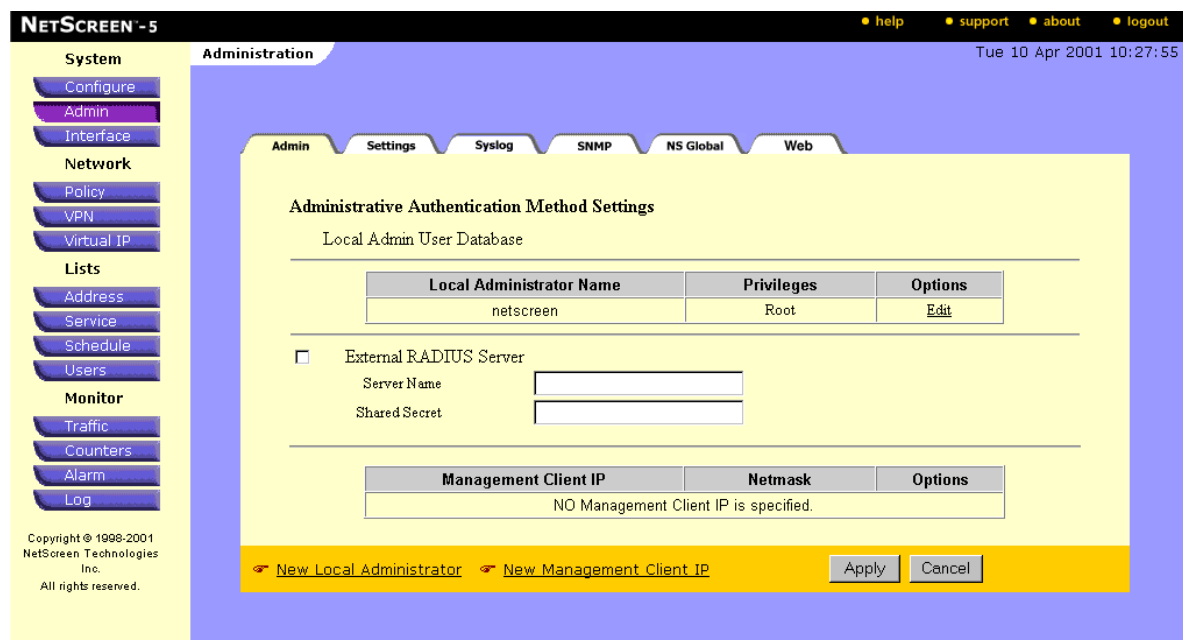 NETSCREEN™-5
help support about logout
System
Configure
Admin
Interface
Network
Policy
VPN
Virtual IP
Lists
Address
Service
Schedule
Users
Monitor
Traffic
Counters
Alarm
Log
Copyright © 1998-2001
NetScreen Technologies
Inc.
All rights reserved.
Administration
Tue 10 Apr 2001 10:27:55
Admin Settings Syslog SNMP NS Global Web
Administrative Authentication Method Settings
Local Admin User Database
Local Administrator Name Privileges Options
netscreen Root Edit
External RADIUS Server
Server Name
Shared Secret
Management Client IP Netmask Options
NO Management Client IP is specified.
New Local Administrator New Management Client IP Apply Cancel